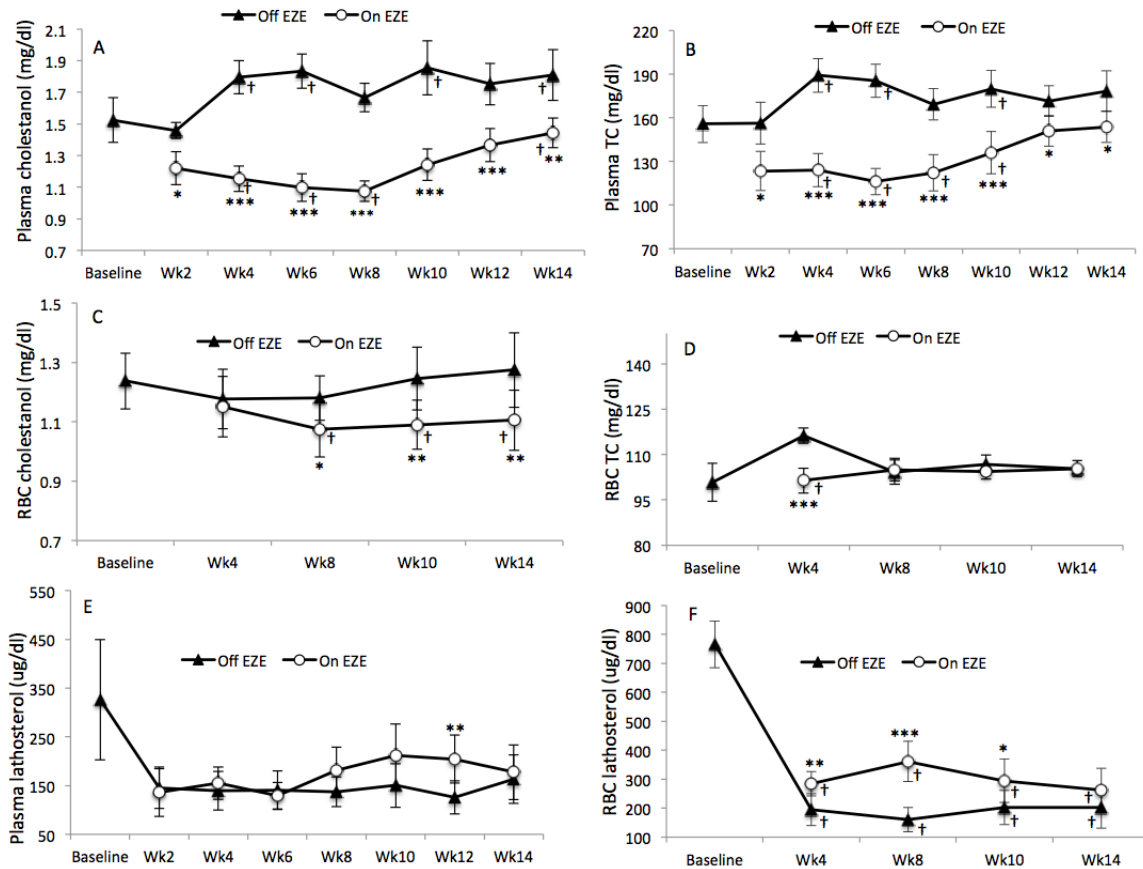 A
Off EZE On EZE
Plasma cholestanol (mg/dl)
2.1
1.9
1.7
1.5
1.3
1.1
0.9
0.7
† † † † † † † †
* *** *** *** *** *** **
Baseline Wk2 Wk4 Wk6 Wk8 Wk10 Wk12 Wk14
B
Off EZE On EZE
Plasma TC (mg/dl)
220
190
160
130
100
70
† † † † † † †
* *** *** *** *** * *
Baseline Wk2 Wk4 Wk6 Wk8 Wk10 Wk12 Wk14
C
Off EZE On EZE
RBC cholestanol (mg/dl)
1.5
1.3
1.1
0.9
0.7
† † †
* ** **
Baseline Wk4 Wk8 Wk10 Wk14
D
Off EZE On EZE
RBC TC (mg/dl)
140
115
95
80
†
***
Baseline Wk4 Wk8 Wk10 Wk14
E
Off EZE On EZE
Plasma lathosterol (ug/dl)
550
450
350
250
150
50
**
Baseline Wk2 Wk4 Wk6 Wk8 Wk10 Wk12 Wk14
F
Off EZE On EZE
RBC lathosterol (ug/dl)
900
800
700
600
500
400
300
200
100
** *** *
† † † †
† † † †
Baseline Wk4 Wk8 Wk10 Wk14